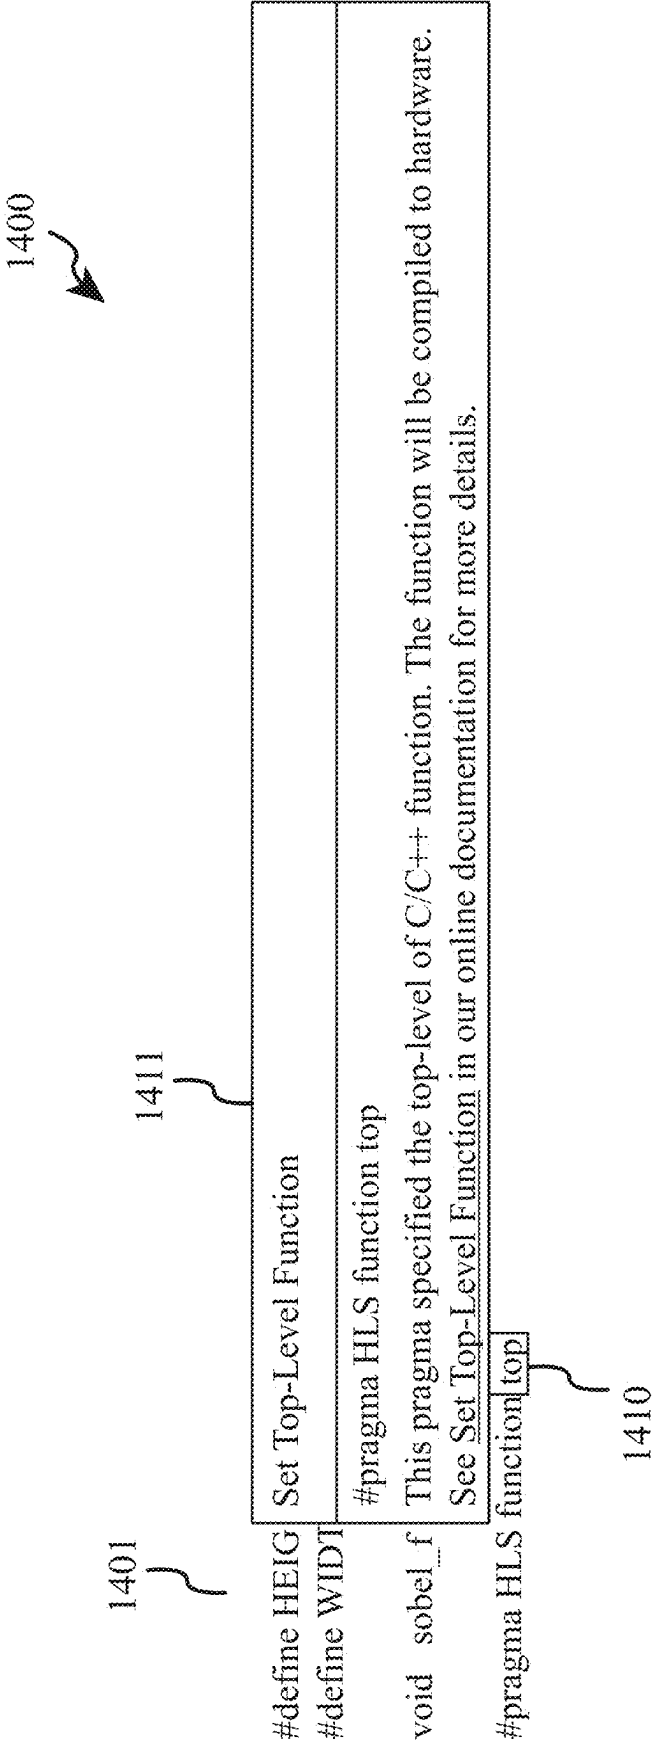 1400
1411
1401
#define HEIG Set Top-Level Function
#define WIDT
#pragma HLS function top
void sobel_f This pragma specified the top-level of C/C++ function. The function will be compiled to hardware.
See Set Top-Level Function in our online documentation for more details.
#pragma HLS function top
1410